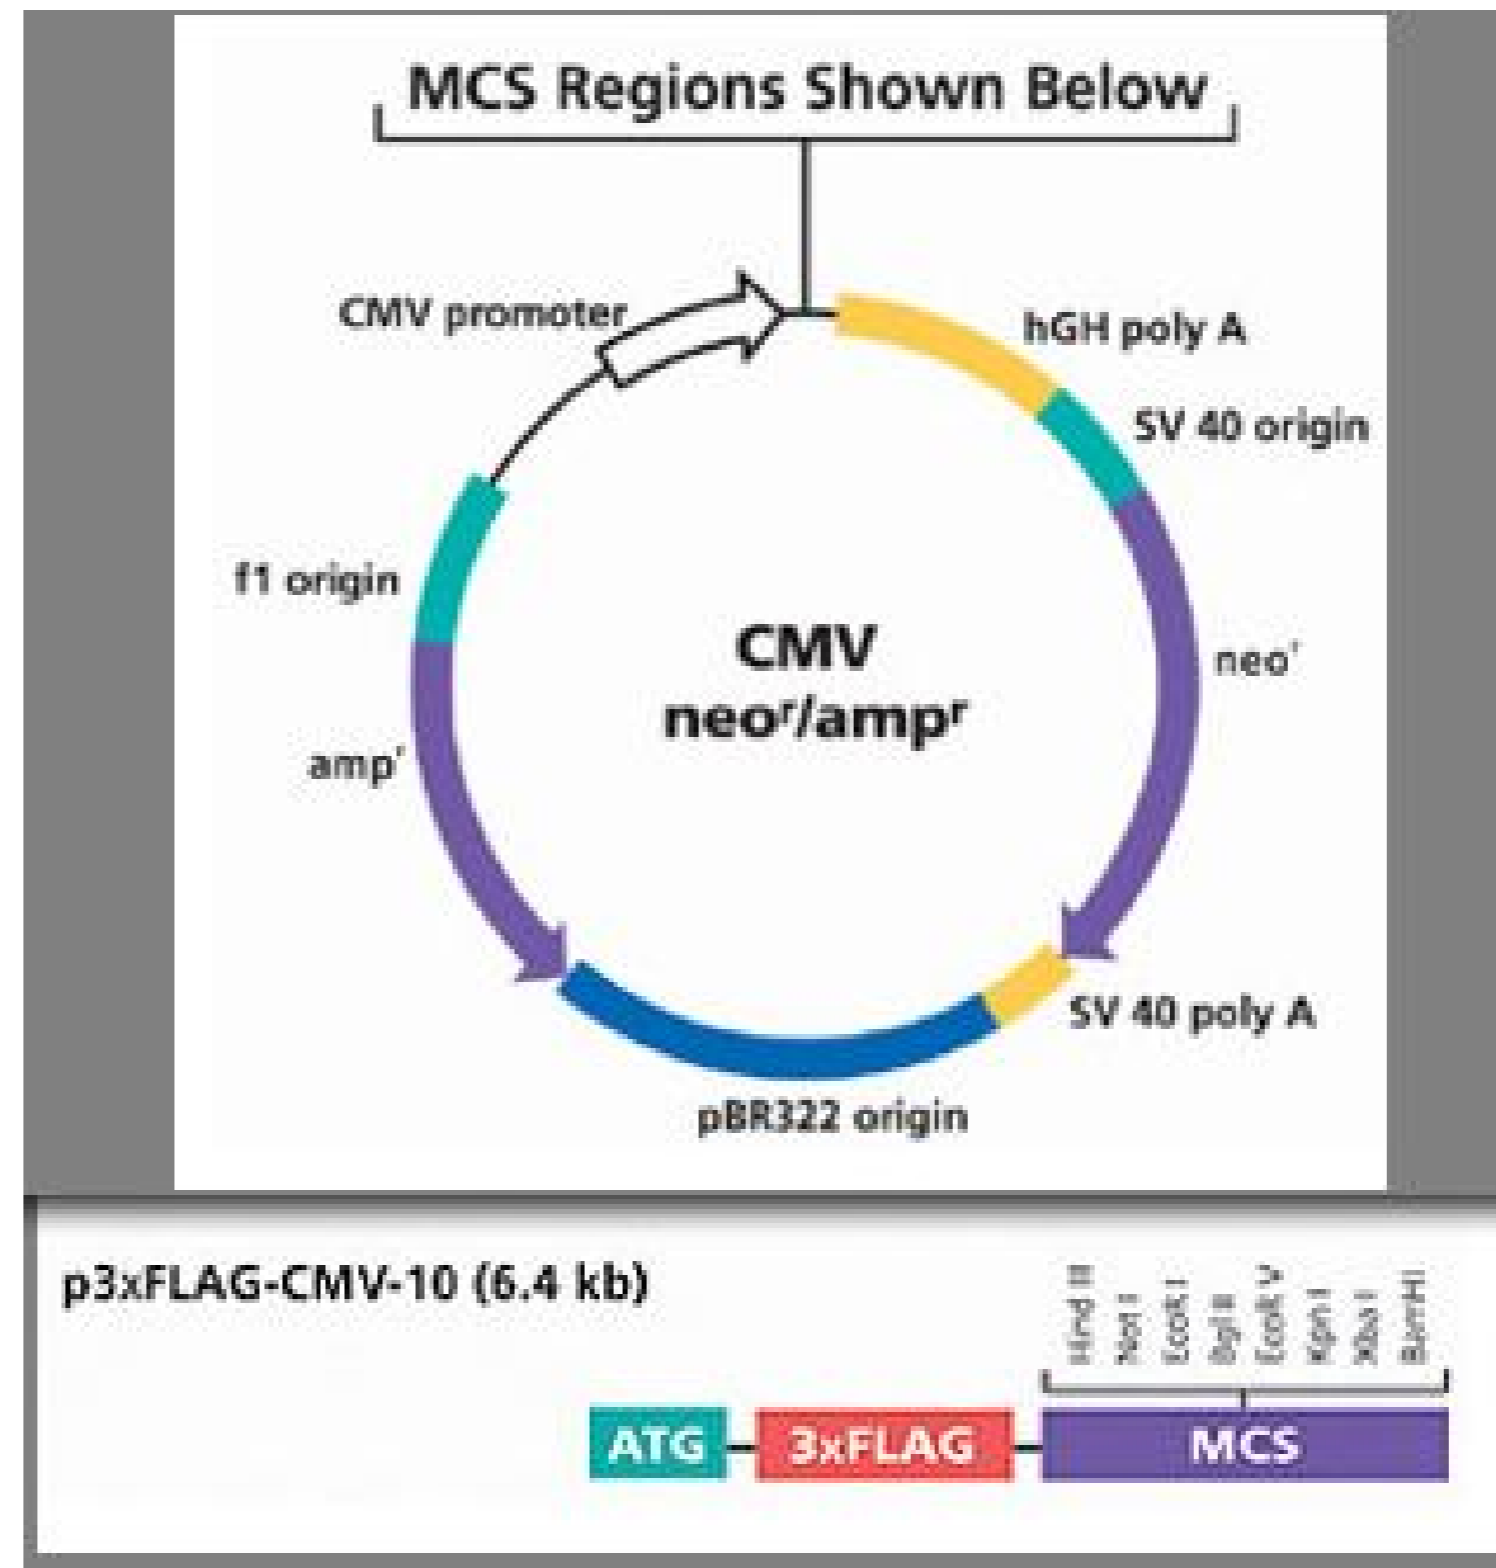 MCS Regions Shown Below
CMV promoter
hGH poly A
SV 40 origin
f1 origin
CMV
neoʳ/ampʳ
neoʳ
ampʳ
SV 40 poly A
pBR322 origin
p3xFLAG-CMV-10 (6.4 kb)
Hind II
Not I
EcoR I
Bgl II
EcoR V
Kpn I
Xba I
BamHI
ATG
3xFLAG
MCS